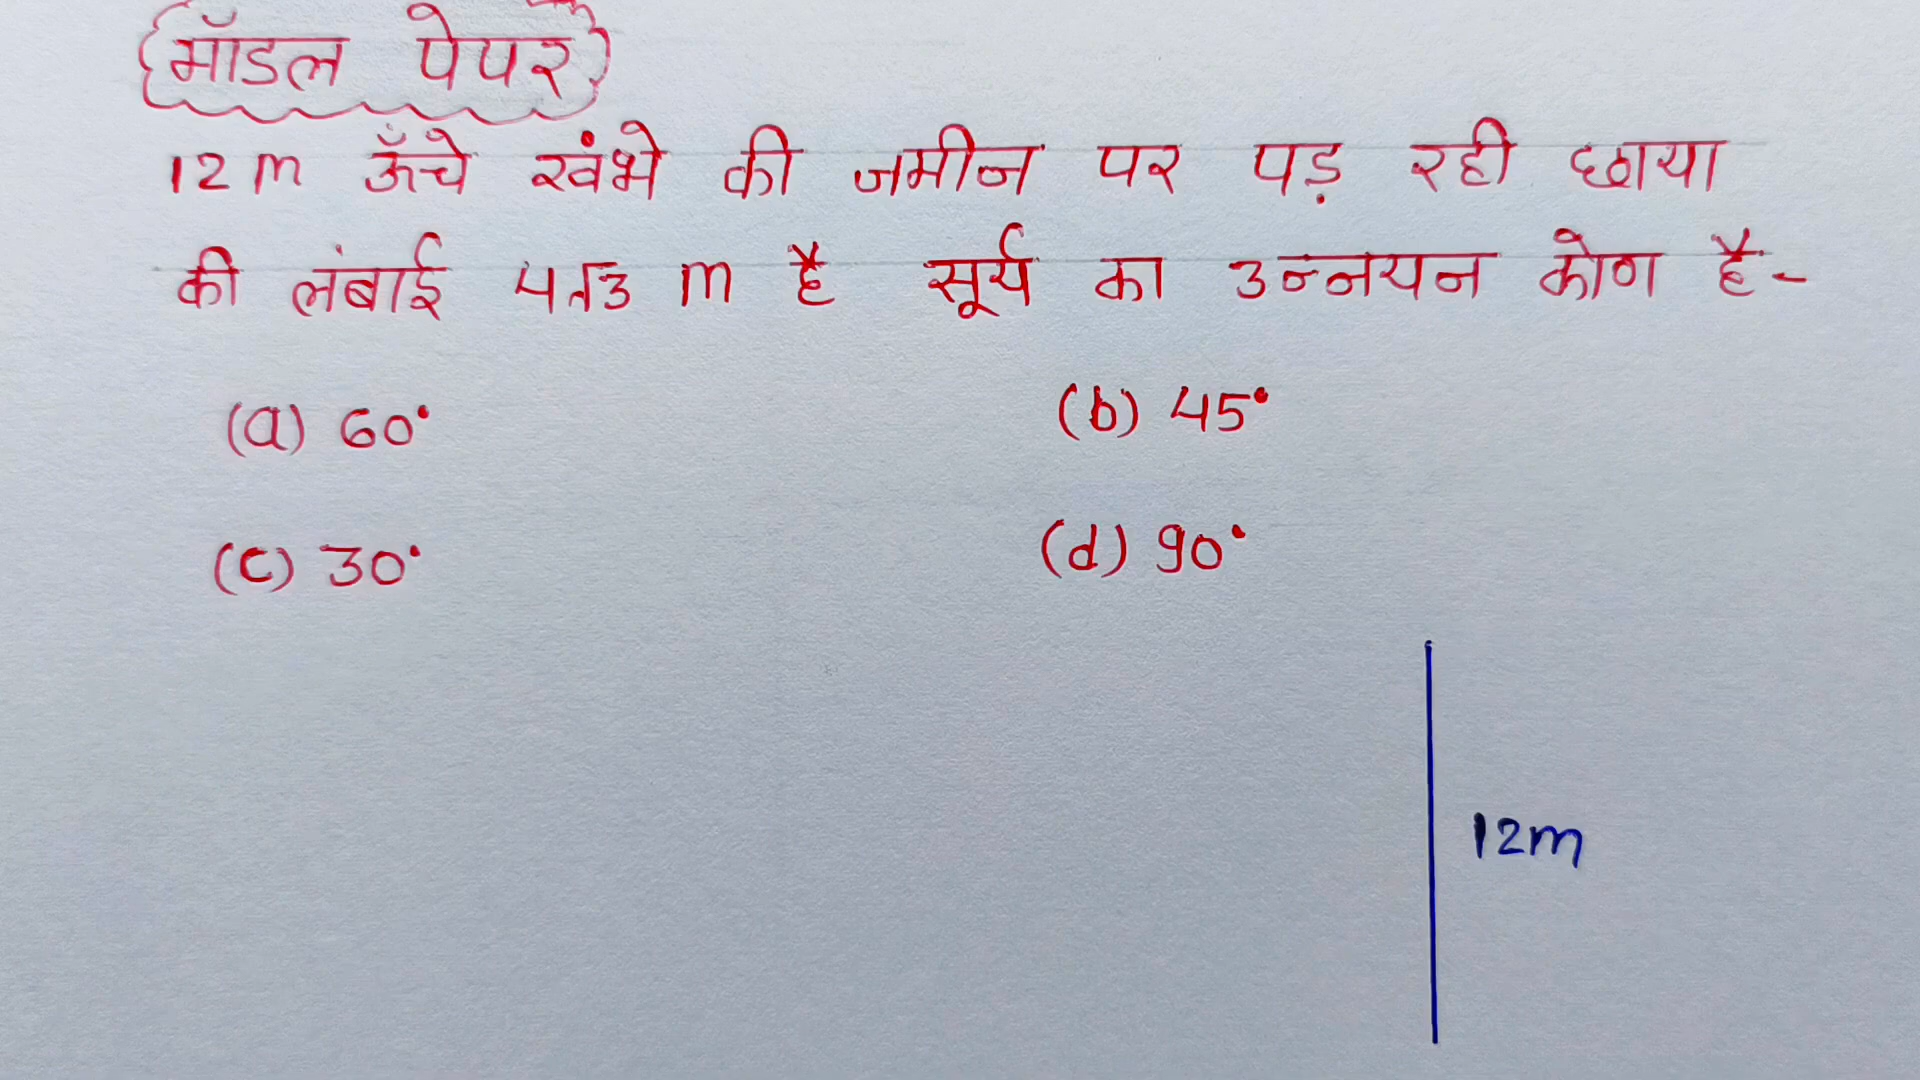 मॉडल पेपर
12 m ऊँचे खंभे की जमीन पर पड़ रही छाया
की लंबाई 4√3 m है सूर्य का उन्नयन कोण है-
(a) 60° (b) 45°
(c) 30° (d) 90°
12m